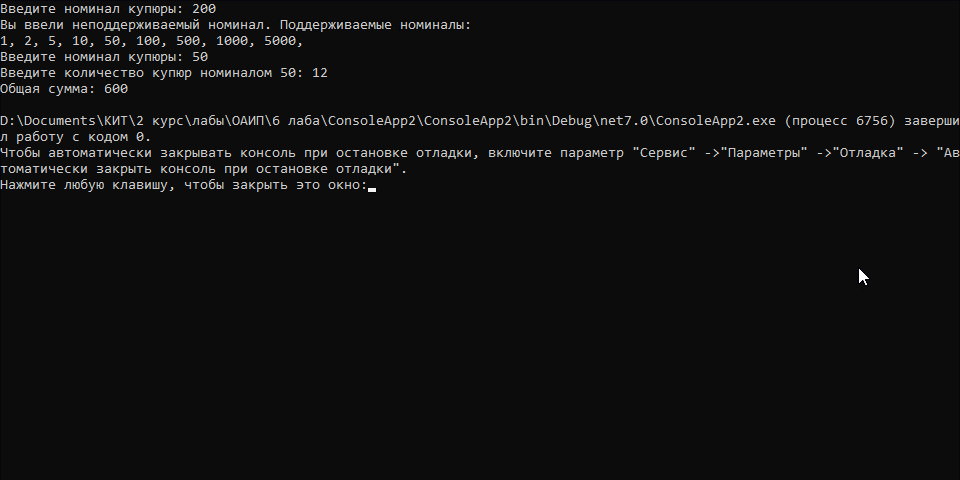 Введите номинал купюры: 200
Вы ввели неподдерживаемый номинал. Поддерживаемые номиналы:
1, 2, 5, 10, 50, 100, 500, 1000, 5000,
Введите номинал купюры: 50
Введите количество купюр номиналом 50: 12
Общая сумма: 600
D:\Documents\КИТ\2 курс\лабы\ОАИП\6 лаба\ConsoleApp2\ConsoleApp2\bin\Debug\net7.0\ConsoleApp2.exe (процесс 6756) заверши
л работу с кодом 0.
Чтобы автоматически закрывать консоль при остановке отладки, включите параметр "Сервис" ->"Параметры" ->"Отладка" -> "Ав
томатически закрыть консоль при остановке отладки".
Нажмите любую клавишу, чтобы закрыть это окно: